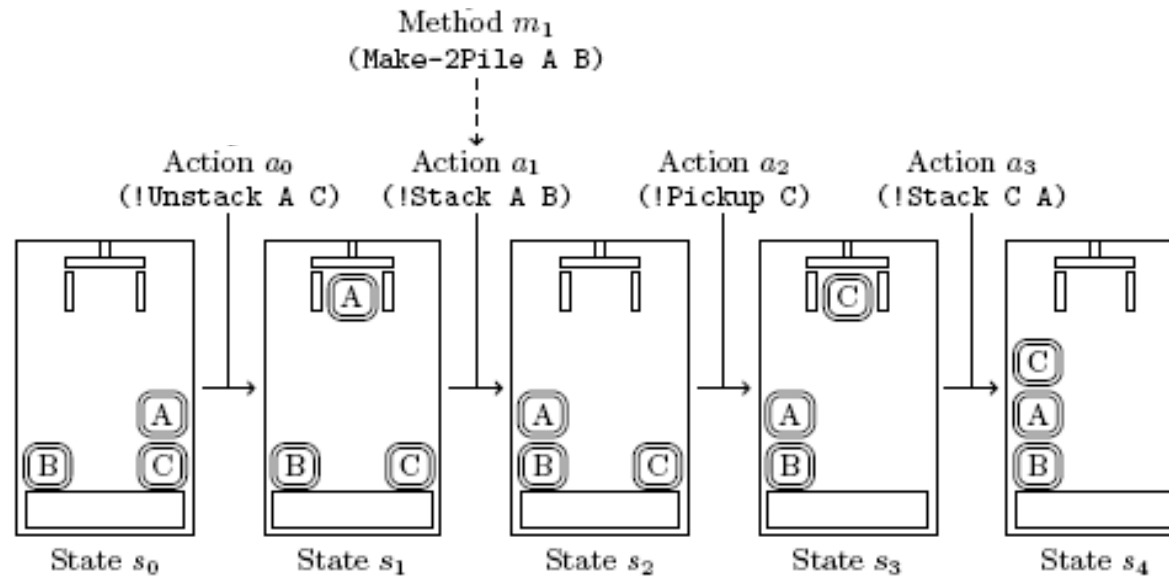 Method m₁
(Make-2Pile A B)
Action a₀
(!Unstack A C)
Action a₁
(!Stack A B)
Action a₂
(!Pickup C)
Action a₃
(!Stack C A)
A
C
C
A
A
A
A
B
C
B
C
B
C
B
B
State s₀
State s₁
State s₂
State s₃
State s₄